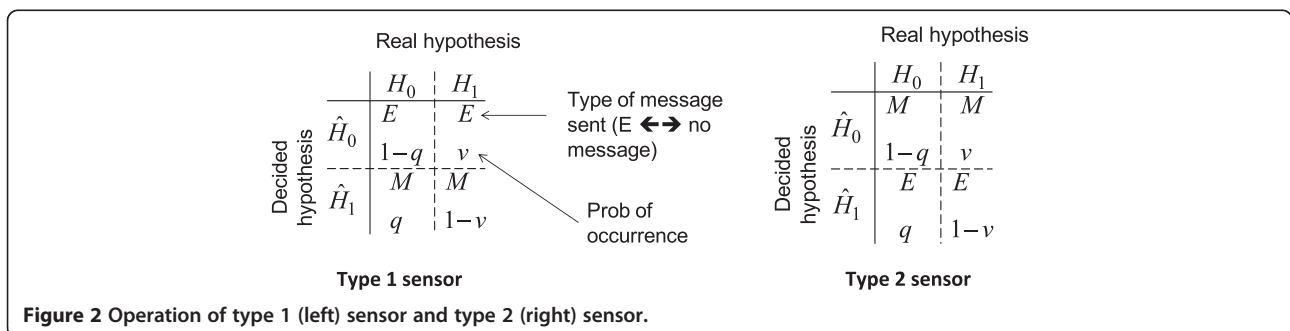 Real hypothesis
H₀ H₁
Decided hypothesis
Ĥ₀ E E
1−q v
Ĥ₁ M M
q 1−v
Type 1 sensor
Type of message
sent (E ←→ no
message)
Prob of
occurrence
Real hypothesis
H₀ H₁
Decided hypothesis
Ĥ₀ M M
1−q v
Ĥ₁ E E
q 1−v
Type 2 sensor
Figure 2 Operation of type 1 (left) sensor and type 2 (right) sensor.